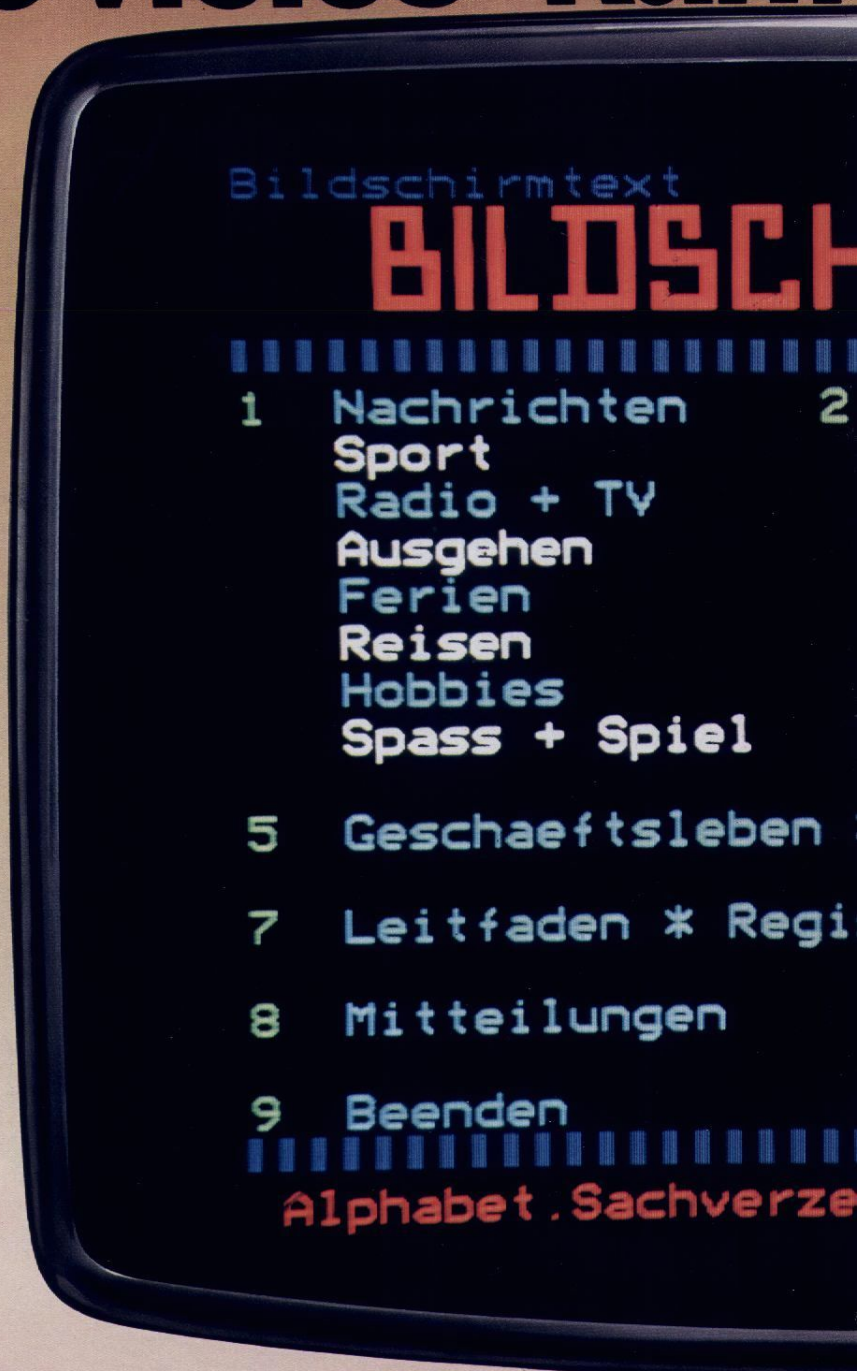 Bildschirmtext
BILDSCH
1 Nachrichten 2
Sport
Radio + TV
Ausgehen
Ferien
Reisen
Hobbies
Spass + Spiel
5 Geschaeftsleben
7 Leitfaden * Regi
8 Mitteilungen
9 Beenden
Alphabet.Sachverze